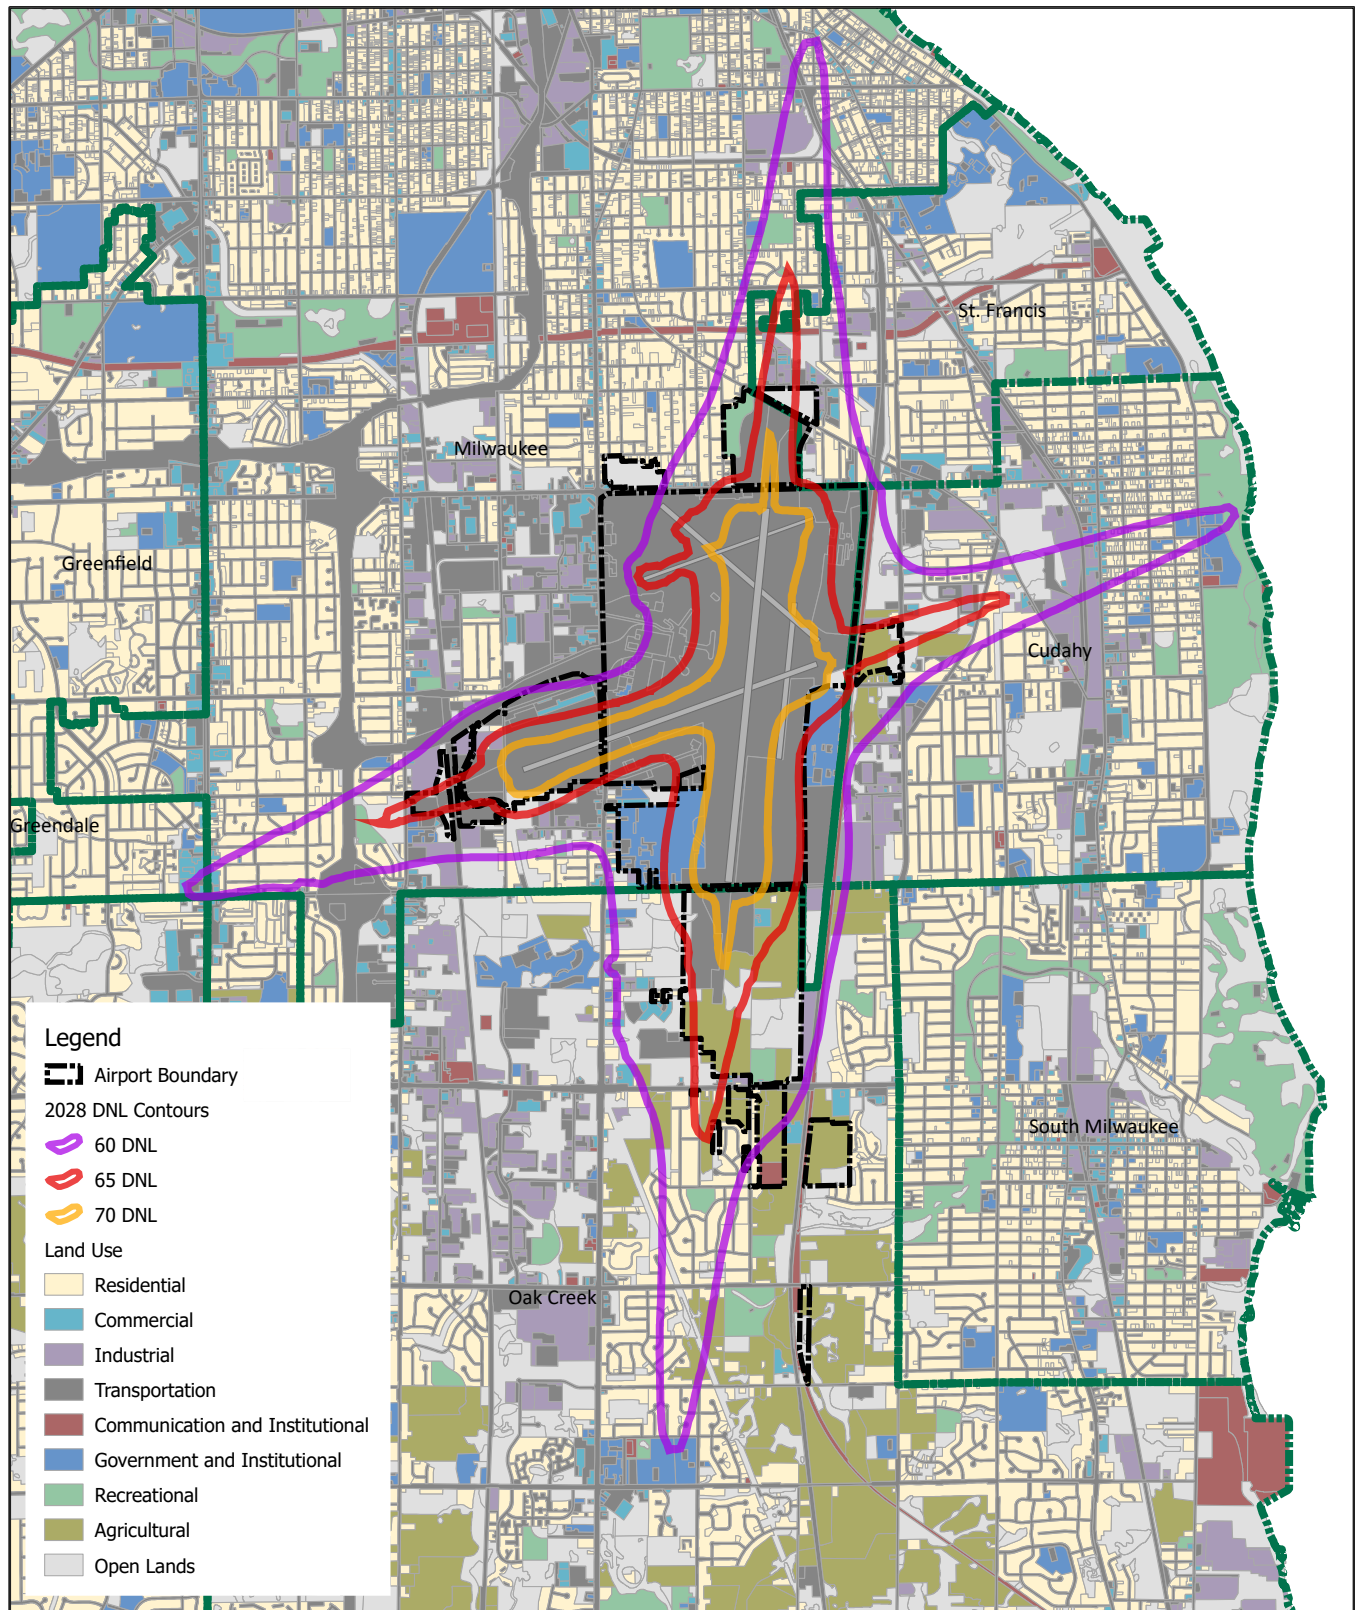 St. Francis
Milwaukee
Greenfield
Cudahy
Greendale
Legend
Airport Boundary
2028 DNL Contours
60 DNL
65 DNL
70 DNL
Land Use
Residential
Commercial
Industrial
Transportation
Communication and Institutional
Government and Institutional
Recreational
Agricultural
Open Lands
South Milwaukee
Oak Creek